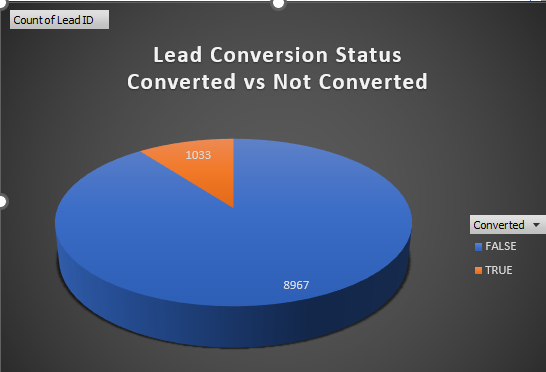 Count of Lead ID
Lead Conversion Status
Converted vs Not Converted
1033
Converted
FALSE
TRUE
8967